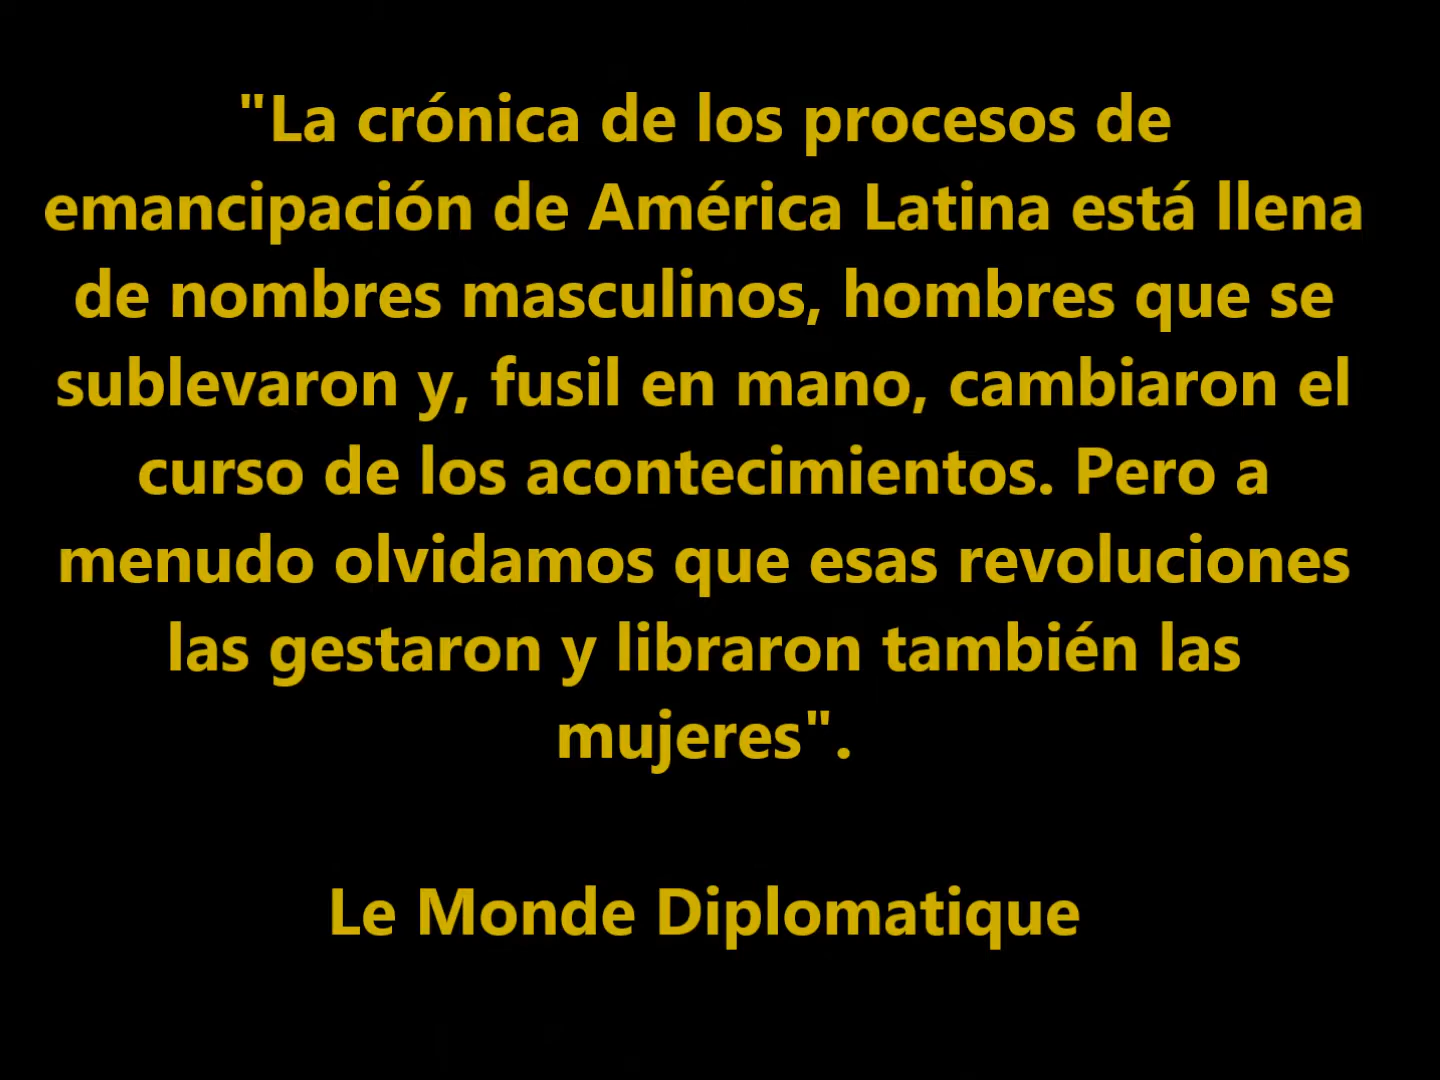 "La crónica de los procesos de
emancipación de América Latina está llena
de nombres masculinos, hombres que se
sublevaron y, fusil en mano, cambiaron el
curso de los acontecimientos. Pero a
menudo olvidamos que esas revoluciones
las gestaron y libraron también las
mujeres".
Le Monde Diplomatique